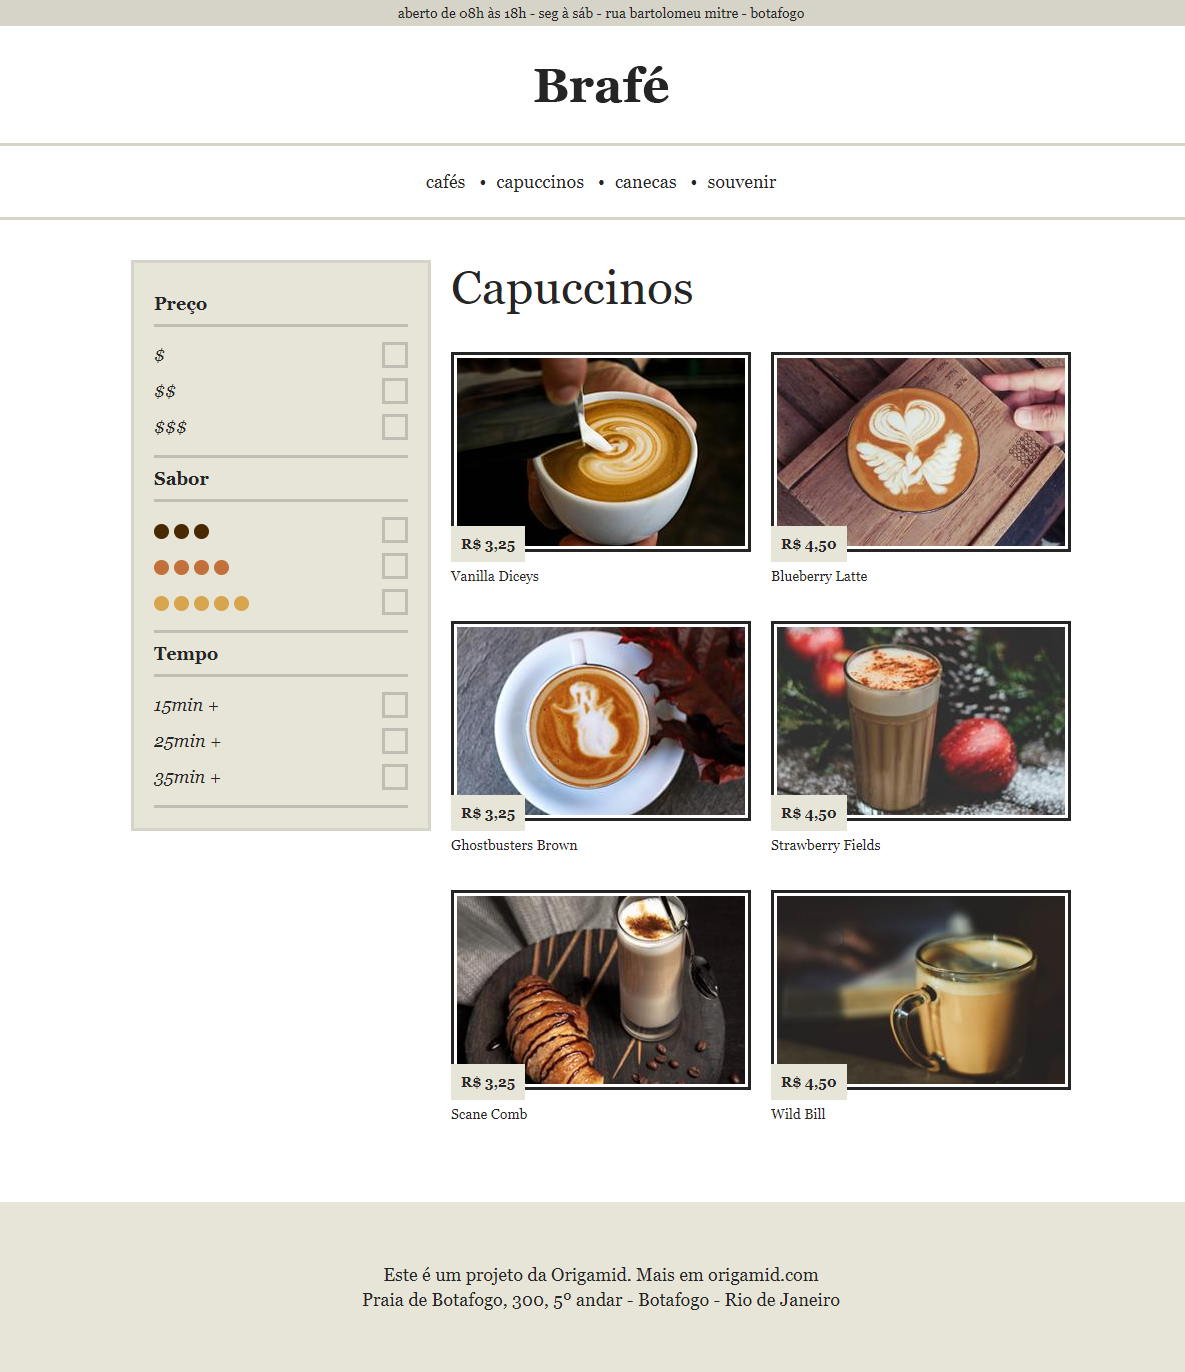 aberto de 08h às 18h - seg à sáb - rua bartolomeu mitre - botafogo
Brafé
cafés • capuccinos • canecas • souvenir
Preço
$
$$
$$$
Sabor
Tempo
15min +
25min +
35min +
Capuccinos
R$ 3,25
Vanilla Diceys
R$ 4,50
Blueberry Latte
R$ 3,25
Ghostbusters Brown
R$ 4,50
Strawberry Fields
R$ 3,25
Scane Comb
R$ 4,50
Wild Bill
Este é um projeto da Origamid. Mais em origamid.com
Praia de Botafogo, 300, 5º andar - Botafogo - Rio de Janeiro